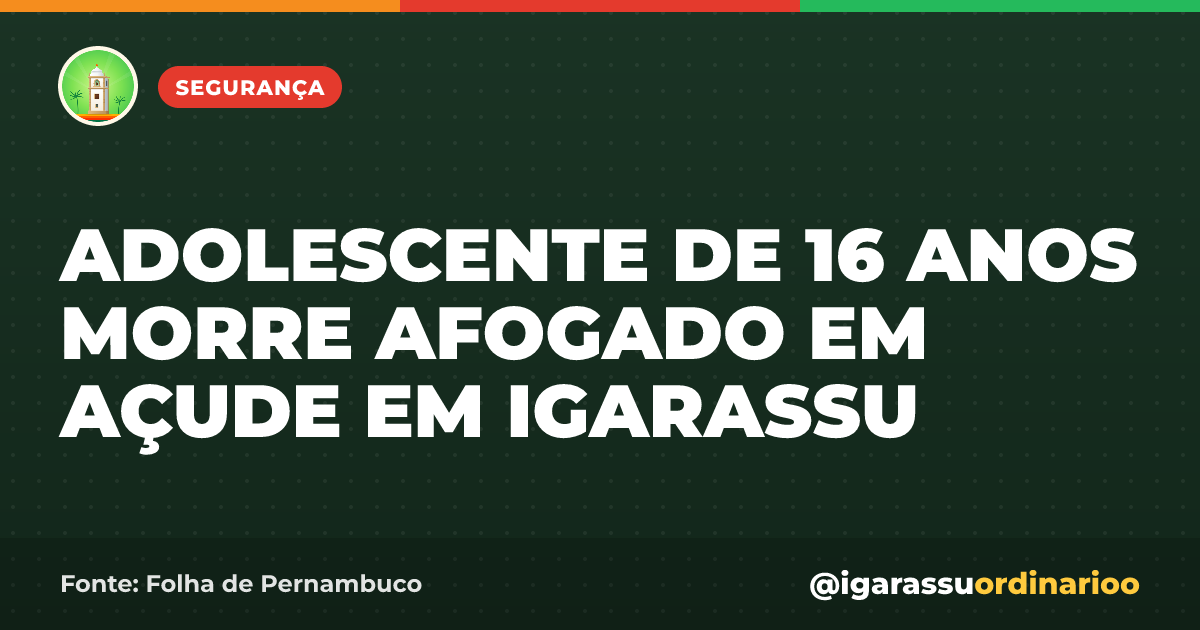 SEGURANÇA
ADOLESCENTE DE 16 ANOS
MORRE AFOGADO EM
AÇUDE EM IGARASSU
Fonte: Folha de Pernambuco
@igarassuordinarioo